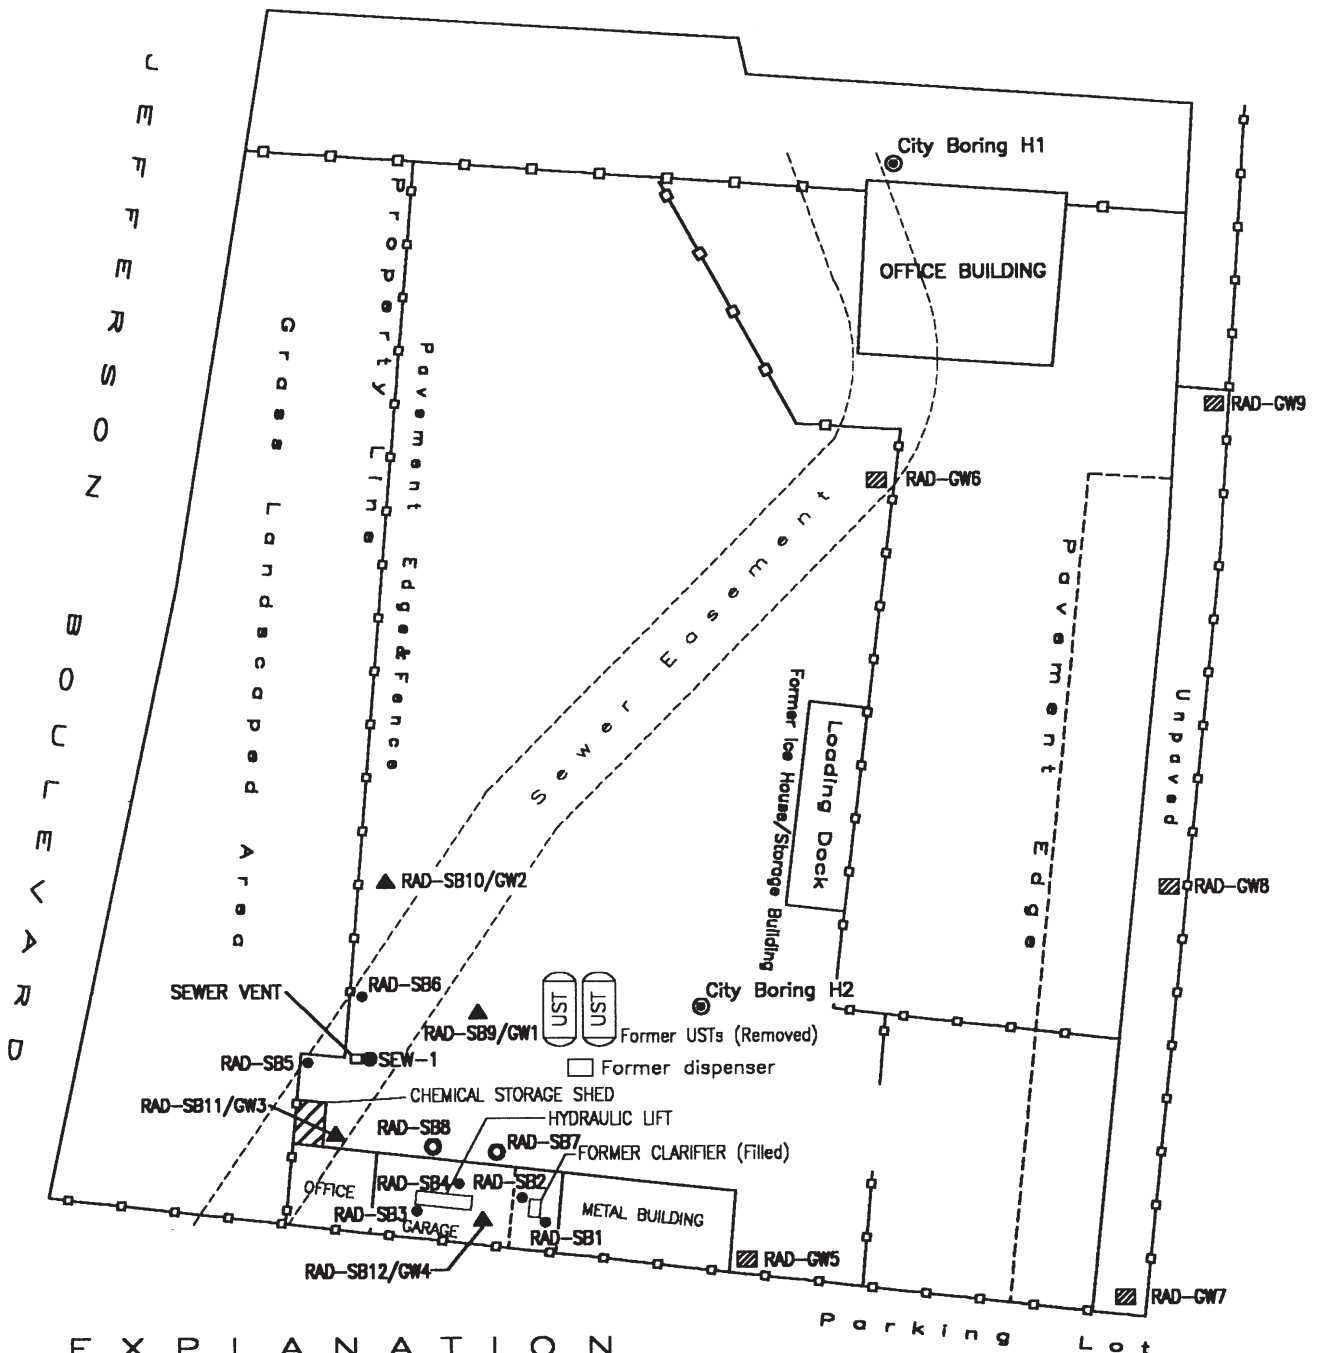 JEFFERSON BOULEVARD
City Boring H1
Property Line
OFFICE BUILDING
Grass Landscaped Area
Pavement Edge & Fence
RAD-GW9
RAD-GW6
Sewer Easement
Pavement Edge
Unpaved
Former Ice House/Storage Building
Loading Dock
RAD-SB10/GW2
RAD-GW8
SEWER VENT
RAD-SB6
UST
UST
City Boring H2
RAD-SB9/GW1
Former USTs (Removed)
RAD-SB5
SEW-1
Former dispenser
CHEMICAL STORAGE SHED
RAD-SB11/GW3
HYDRAULIC LIFT
RAD-SB8
RAD-SB7
FORMER CLARIFIER (Filled)
OFFICE
RAD-SB4
RAD-SB2
RAD-SB3
GARAGE
METAL BUILDING
RAD-SB1
RAD-SB12/GW4
RAD-GW5
RAD-GW7
Parking Lot
EXPLANATION